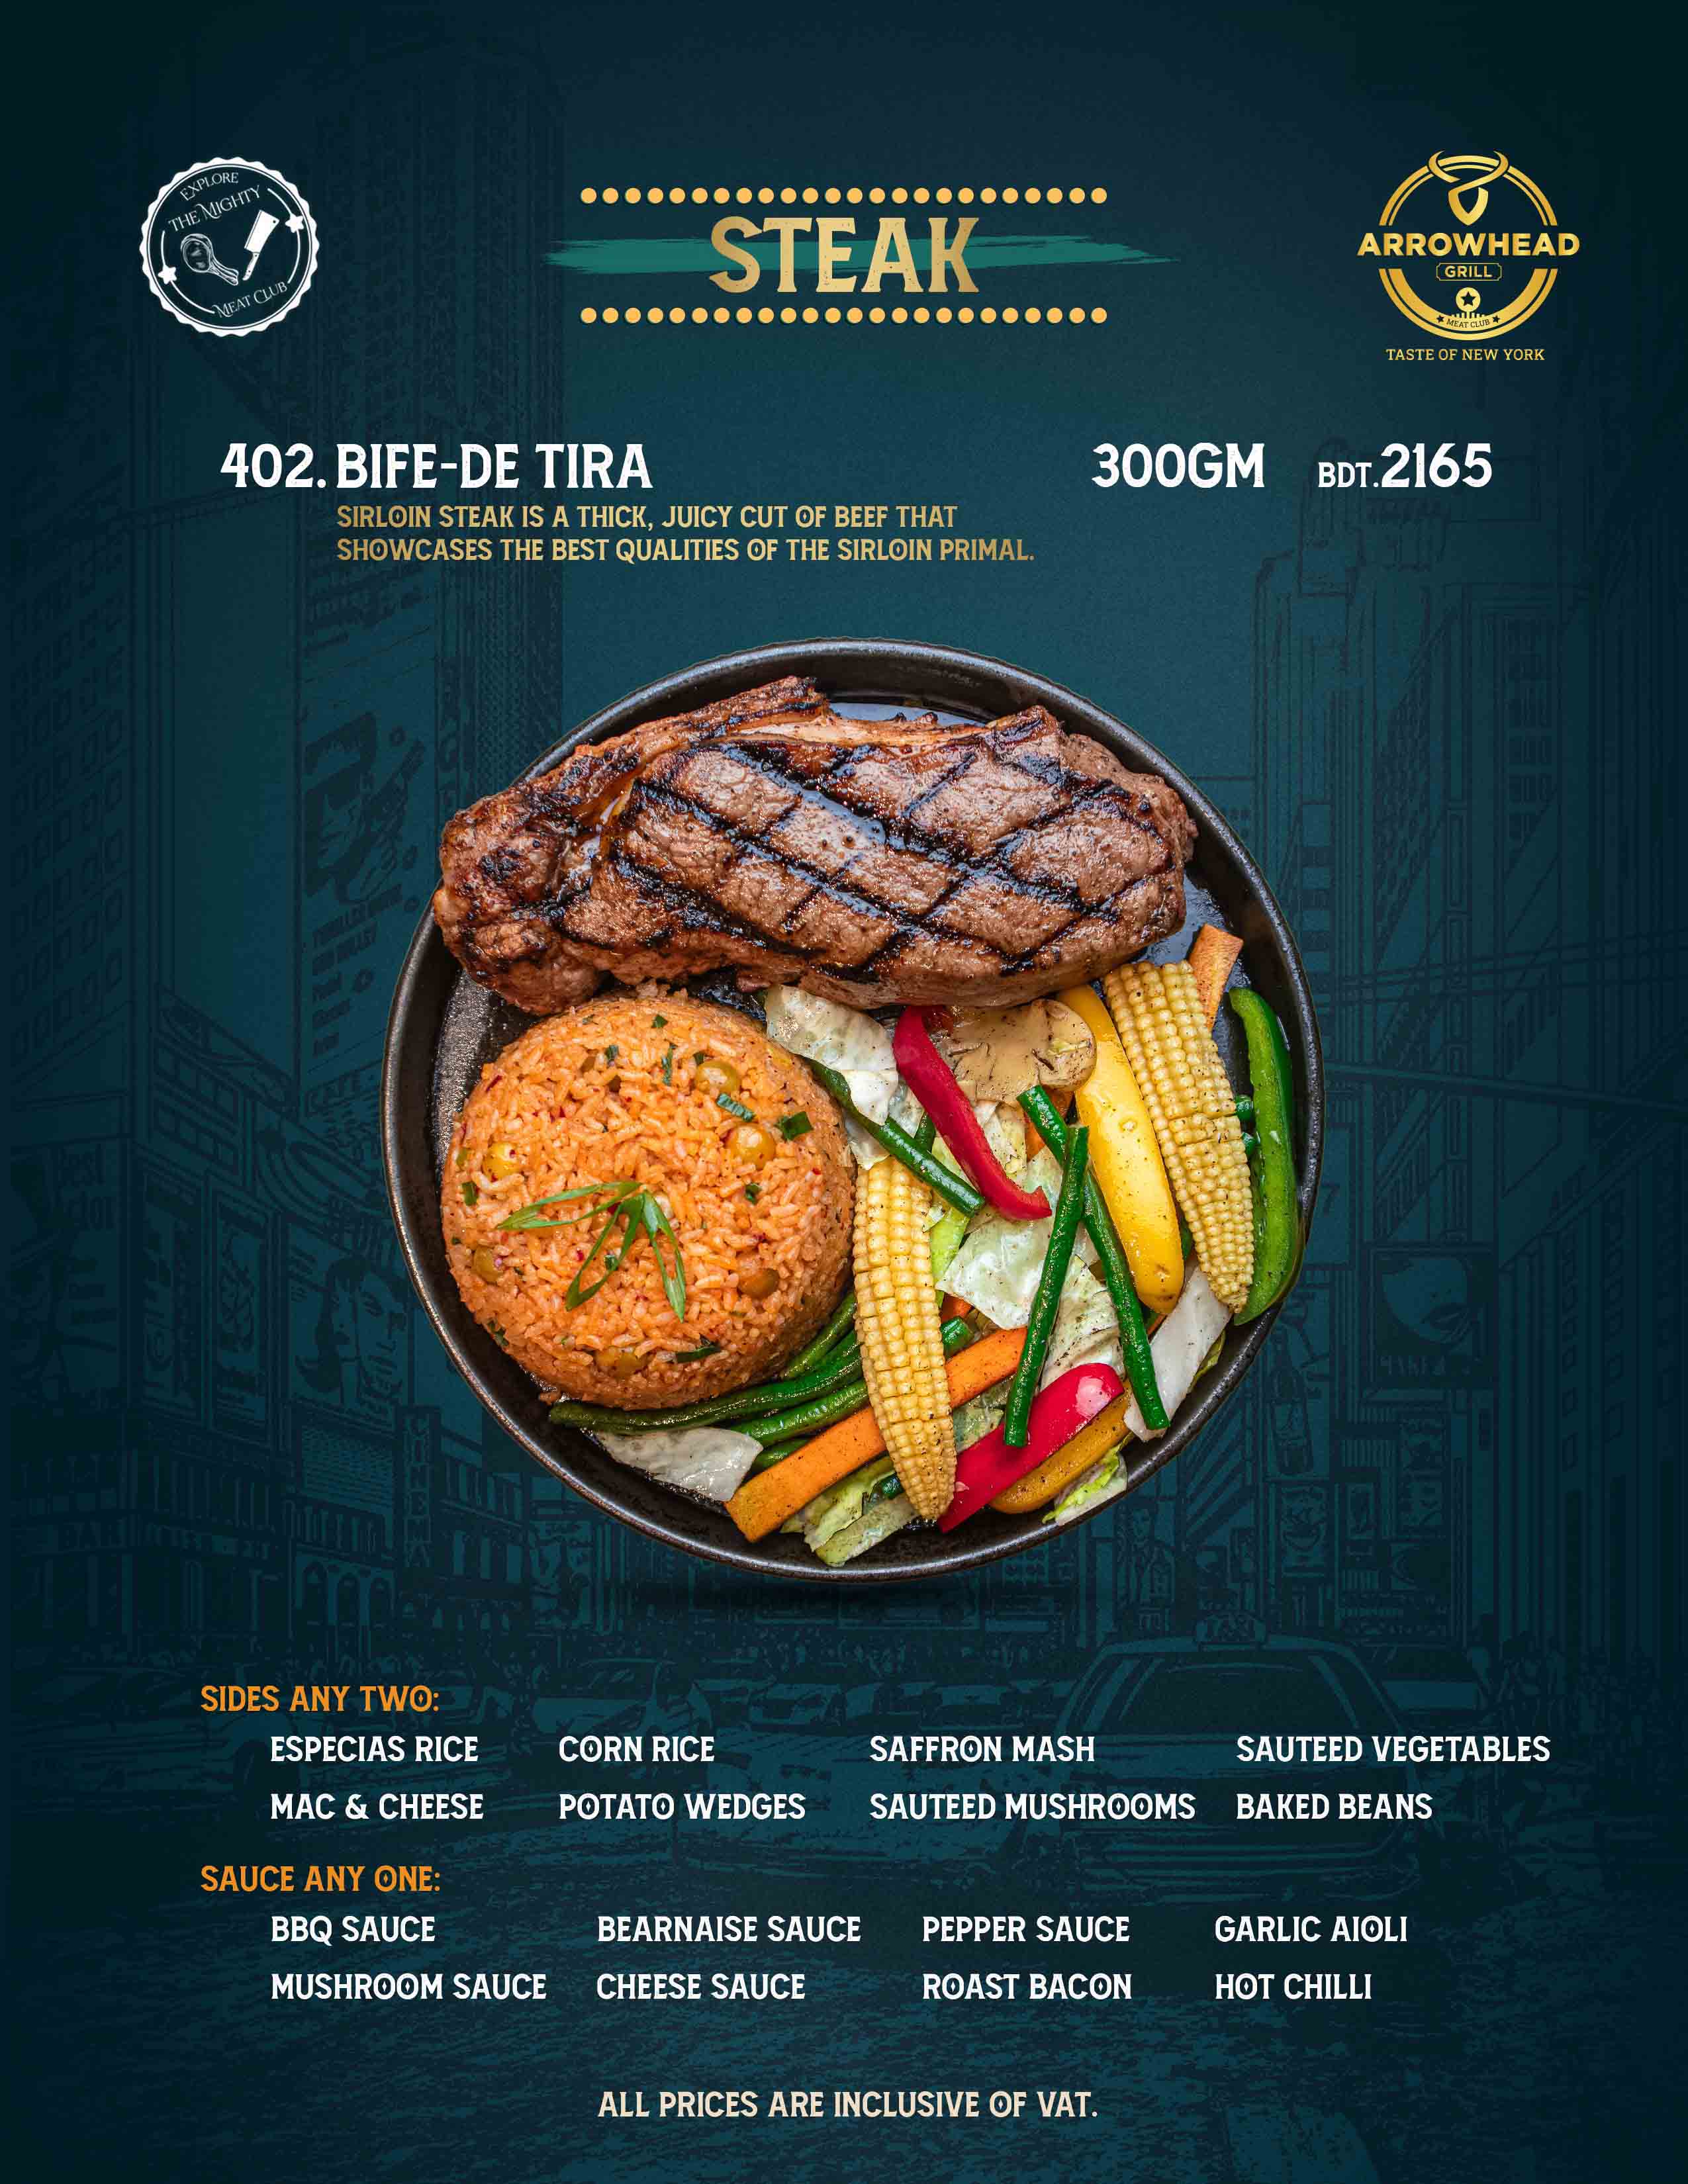 EXPLORE
THE MIGHTY
MEAT CLUB
STEAK
ARROWHEAD
GRILL
MEAT CLUB
TASTE OF NEW YORK
402. BIFE-DE TIRA 300GM BDT.2165
SIRLOIN STEAK IS A THICK, JUICY CUT OF BEEF THAT
SHOWCASES THE BEST QUALITIES OF THE SIRLOIN PRIMAL.
CINEMA
SIDES ANY TWO:
ESPECIAS RICE CORN RICE SAFFRON MASH SAUTEED VEGETABLES
MAC & CHEESE POTATO WEDGES SAUTEED MUSHROOMS BAKED BEANS
SAUCE ANY ONE:
BBQ SAUCE BEARNAISE SAUCE PEPPER SAUCE GARLIC AIOLI
MUSHROOM SAUCE CHEESE SAUCE ROAST BACON HOT CHILLI
ALL PRICES ARE INCLUSIVE OF VAT.